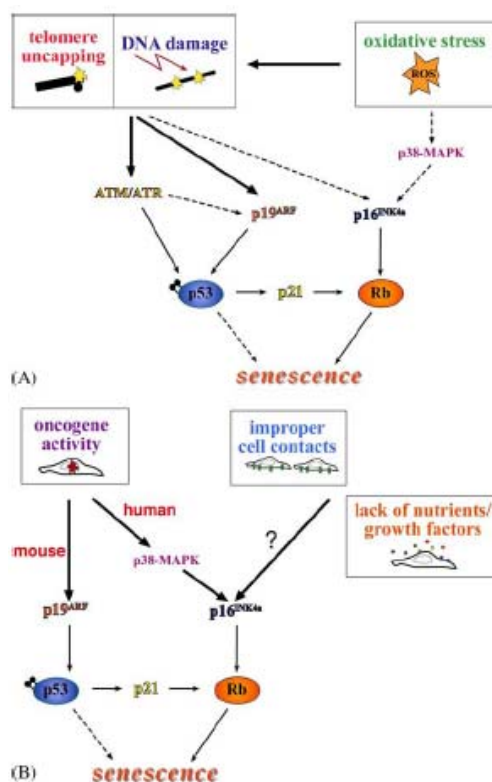 telomere
uncapping
DNA damage
oxidative stress
ROS
p38-MAPK
ATM/ATR
p19ARF
p16INK4a
p53
p21
Rb
senescence
(A)
oncogene
activity
improper
cell contacts
human
lack of nutrients/
growth factors
mouse
p38-MAPK
?
p19ARF
p16INK4a
p53
p21
Rb
senescence
(B)